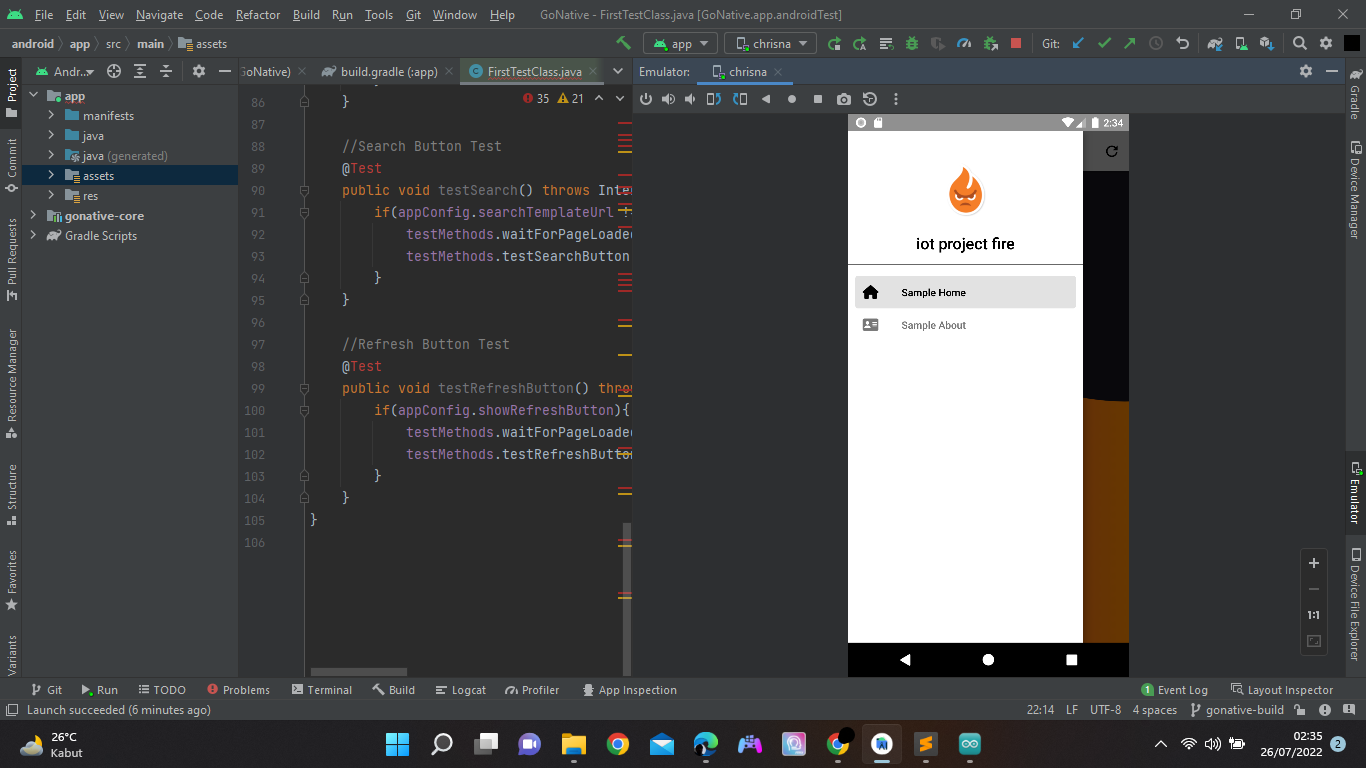 File Edit View Navigate Code Refactor Build Run Tools Git Window Help GoNative - FirstTestClass.java [GoNative.app.androidTest]
android app src main assets
app chrisna Git:
Project
Commit
Pull Requests
Resource Manager
Structure
Favorites
Variants
Andr...
app
manifests
java
java (generated)
assets
res
gonative-core
Gradle Scripts
GoNative) build.gradle (:app) FirstTestClass.java
35 21
86 }
87
88 //Search Button Test
89 @Test
90 public void testSearch() throws Inte
91 if(appConfig.searchTemplateUrl !
92 testMethods.waitForPageLoade
93 testMethods.testSearchButton
94 }
95 }
96
97 //Refresh Button Test
98 @Test
99 public void testRefreshButton() throw
100 if(appConfig.showRefreshButton){
101 testMethods.waitForPageLoade
102 testMethods.testRefreshButto
103 }
104 }
105 }
106
Emulator: chrisna
2:34
iot project fire
Sample Home
Sample About
1:1
Gradle
Device Manager
Emulator
Device File Explorer
Git Run TODO Problems Terminal Build Logcat Profiler App Inspection 1 Event Log Layout Inspector
Launch succeeded (6 minutes ago) 22:14 LF UTF-8 4 spaces gonative-build
26°C
Kabut
02:35
26/07/2022
2